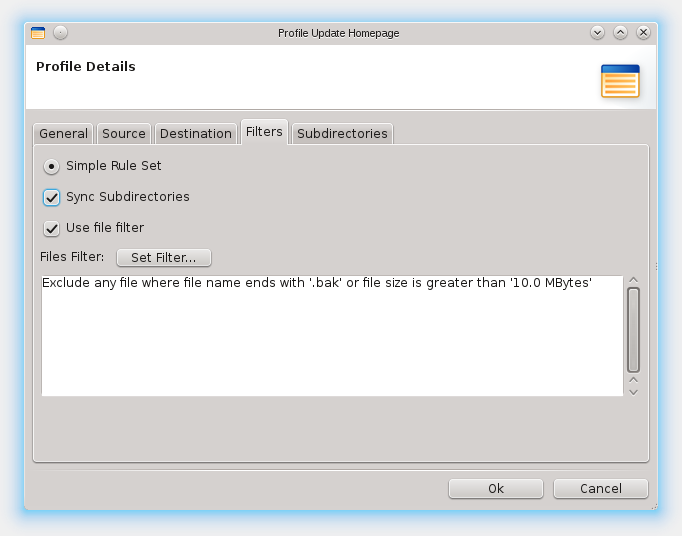 Profile Update Homepage
Profile Details
General Source Destination Filters Subdirectories
Simple Rule Set
Sync Subdirectories
Use file filter
Files Filter: Set Filter...
Exclude any file where file name ends with '.bak' or file size is greater than '10.0 MBytes'
Ok Cancel